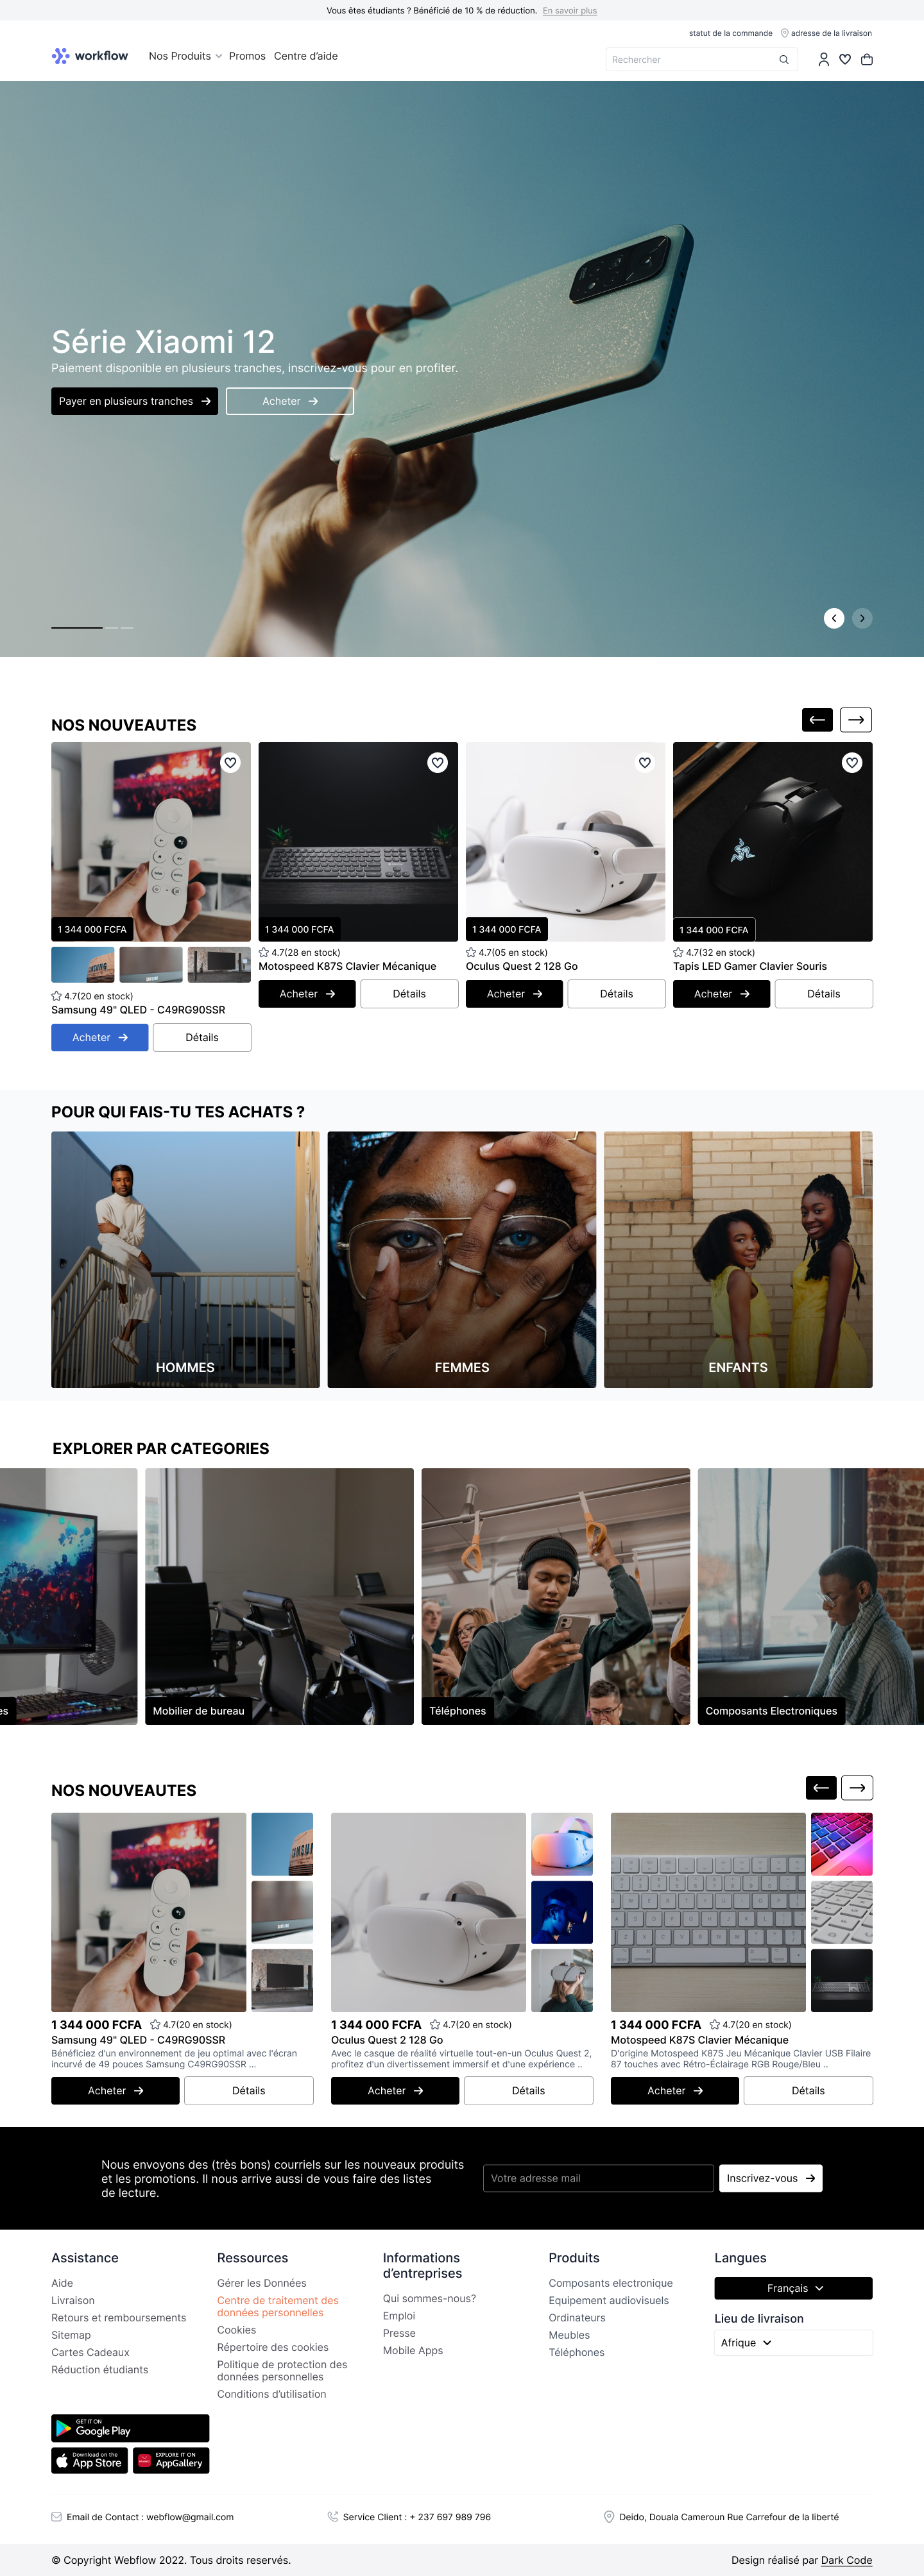 Vous êtes étudiants ? Bénéficié de 10 % de réduction. En savoir plus
statut de la commande adresse de la livraison
workflow Nos Produits Promos Centre d'aide Rechercher
Série Xiaomi 12
Paiement disponible en plusieurs tranches, inscrivez-vous pour en profiter.
Payer en plusieurs tranches Acheter
NOS NOUVEAUTES
1 344 000 FCFA
4.7(20 en stock)
Samsung 49" QLED - C49RG90SSR
Acheter Détails
1 344 000 FCFA
4.7(28 en stock)
Motospeed K87S Clavier Mécanique
Acheter Détails
1 344 000 FCFA
4.7(05 en stock)
Oculus Quest 2 128 Go
Acheter Détails
1 344 000 FCFA
4.7(32 en stock)
Tapis LED Gamer Clavier Souris
Acheter Détails
POUR QUI FAIS-TU TES ACHATS ?
HOMMES
FEMMES
ENFANTS
EXPLORER PAR CATEGORIES
es
Mobilier de bureau
Téléphones
Composants Electroniques
NOS NOUVEAUTES
1 344 000 FCFA 4.7(20 en stock)
Samsung 49" QLED - C49RG90SSR
Bénéficiez d'un environnement de jeu optimal avec l'écran
incurvé de 49 pouces Samsung C49RG90SSR ...
Acheter Détails
1 344 000 FCFA 4.7(20 en stock)
Oculus Quest 2 128 Go
Avec le casque de réalité virtuelle tout-en-un Oculus Quest 2,
profitez d'un divertissement immersif et d'une expérience ..
Acheter Détails
1 344 000 FCFA 4.7(20 en stock)
Motospeed K87S Clavier Mécanique
D'origine Motospeed K87S Jeu Mécanique Clavier USB Filaire
87 touches avec Rétro-Éclairage RGB Rouge/Bleu ..
Acheter Détails
Nous envoyons des (très bons) courriels sur les nouveaux produits
et les promotions. Il nous arrive aussi de vous faire des listes
de lecture.
Votre adresse mail
Inscrivez-vous
Assistance
Aide
Livraison
Retours et remboursements
Sitemap
Cartes Cadeaux
Réduction étudiants
Ressources
Gérer les Données
Centre de traitement des
données personnelles
Cookies
Répertoire des cookies
Politique de protection des
données personnelles
Conditions d'utilisation
Informations
d'entreprises
Qui sommes-nous?
Emploi
Presse
Mobile Apps
Produits
Composants electronique
Equipement audiovisuels
Ordinateurs
Meubles
Téléphones
Langues
Français
Lieu de livraison
Afrique
GET IT ON
Google Play
Download on the
App Store
EXPLORE IT ON
AppGallery
Email de Contact : webflow@gmail.com
Service Client : + 237 697 989 796
Deido, Douala Cameroun Rue Carrefour de la liberté
© Copyright Webflow 2022. Tous droits reservés.
Design réalisé par Dark Code